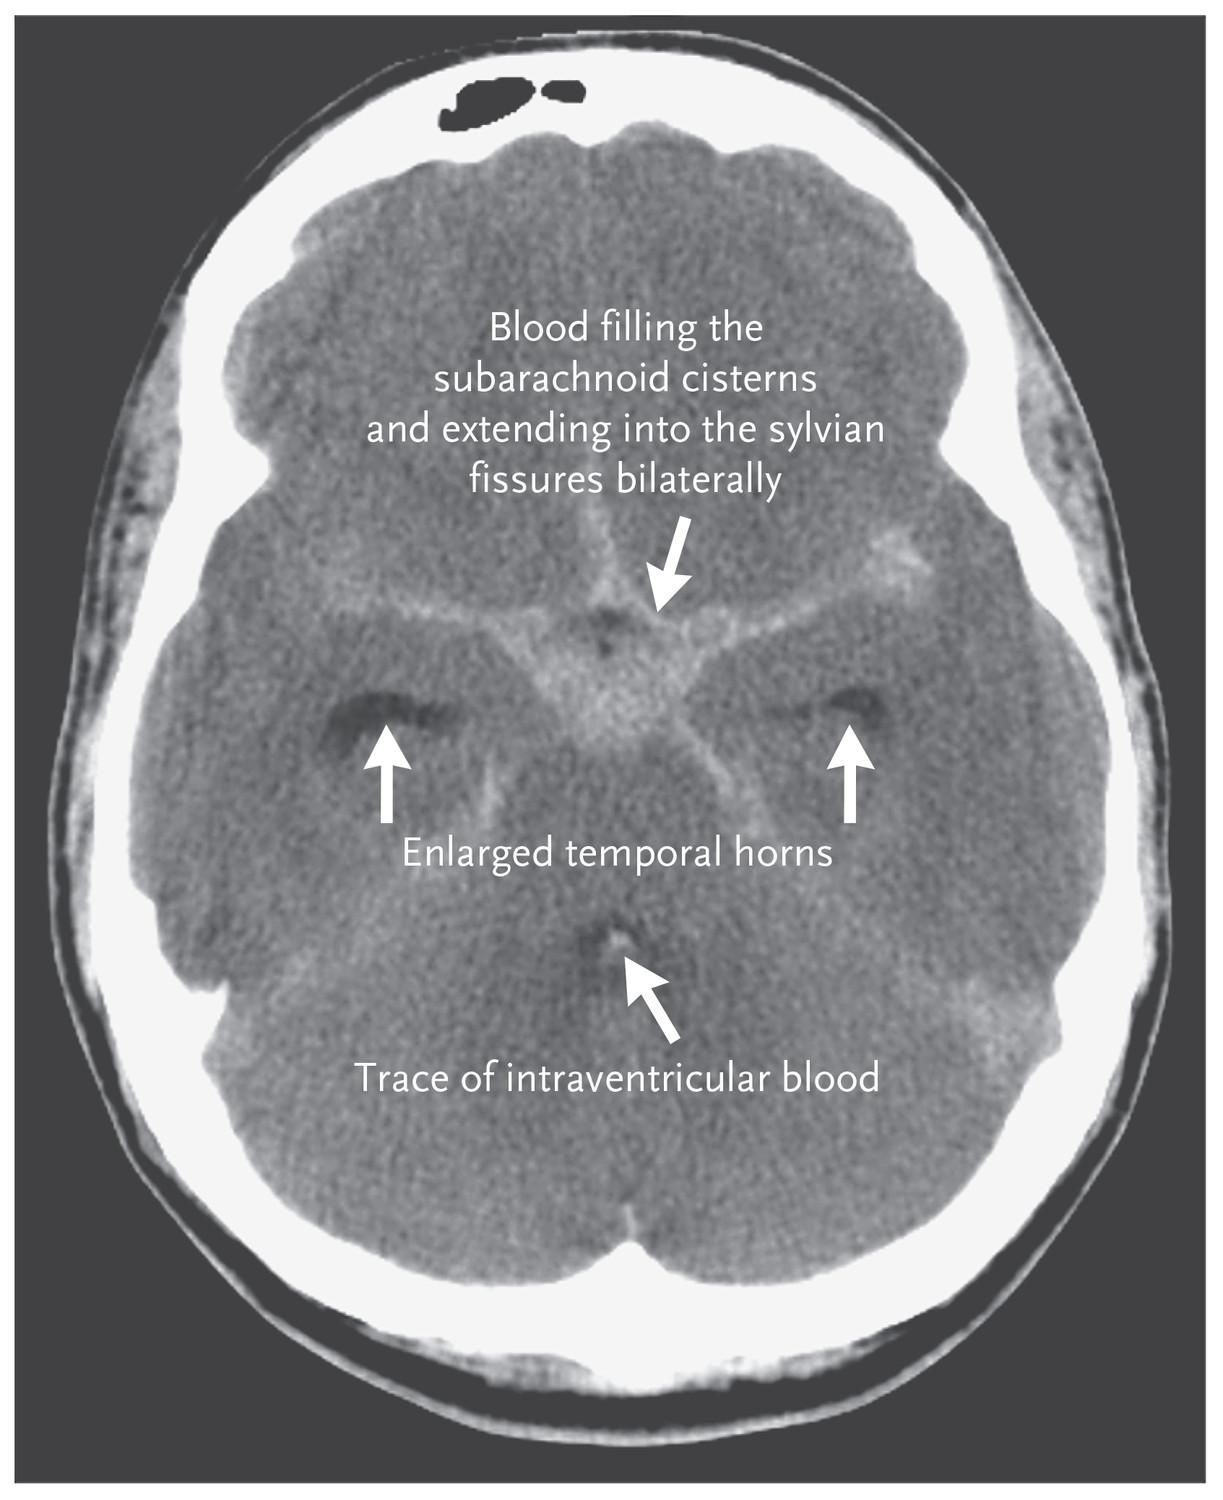 Blood filling the
subarachnoid cisterns
and extending into the sylvian
fissures bilaterally
Enlarged temporal horns
Trace of intraventricular blood